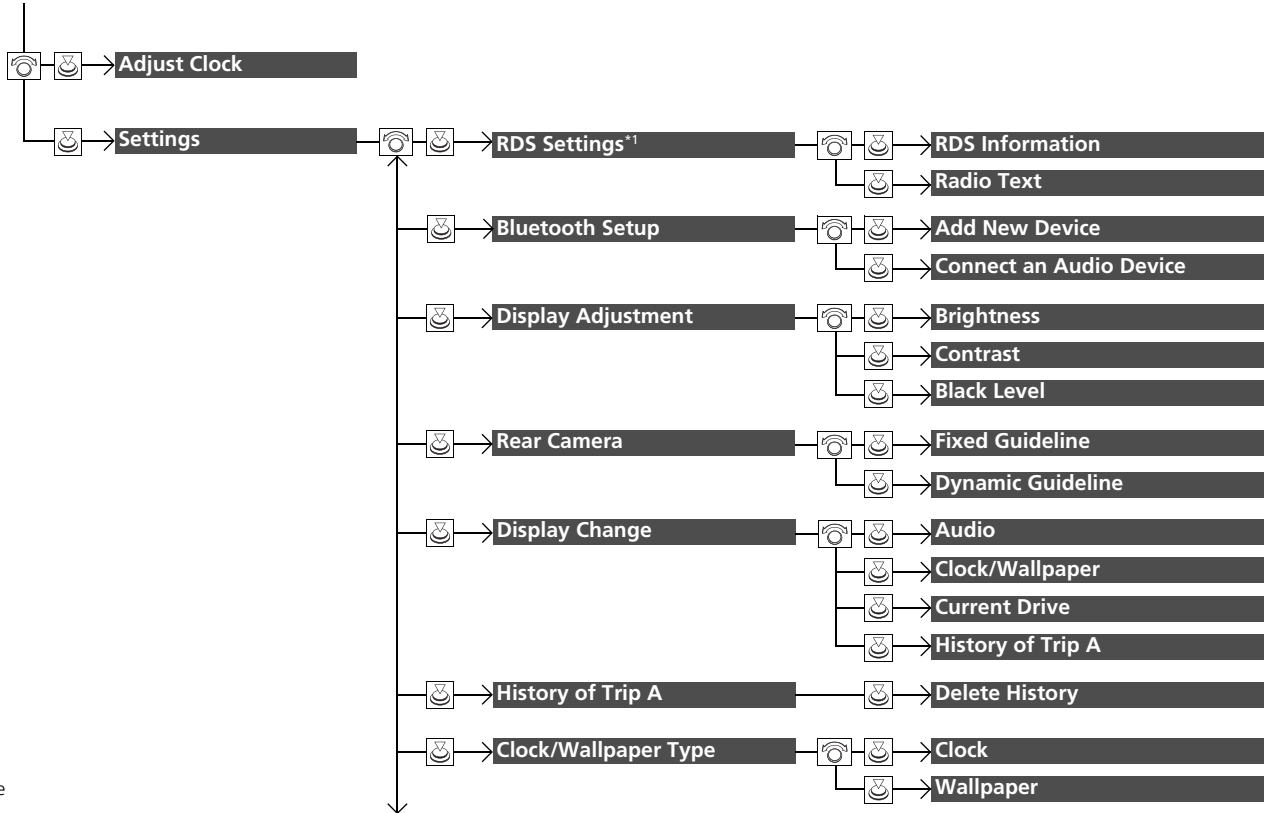 Adjust Clock
Settings
RDS Settings*1
RDS Information
Radio Text
Bluetooth Setup
Add New Device
Connect an Audio Device
Display Adjustment
Brightness
Contrast
Black Level
Rear Camera
Fixed Guideline
Dynamic Guideline
Display Change
Audio
Clock/Wallpaper
Current Drive
History of Trip A
History of Trip A
Delete History
Clock/Wallpaper Type
Clock
Wallpaper
e